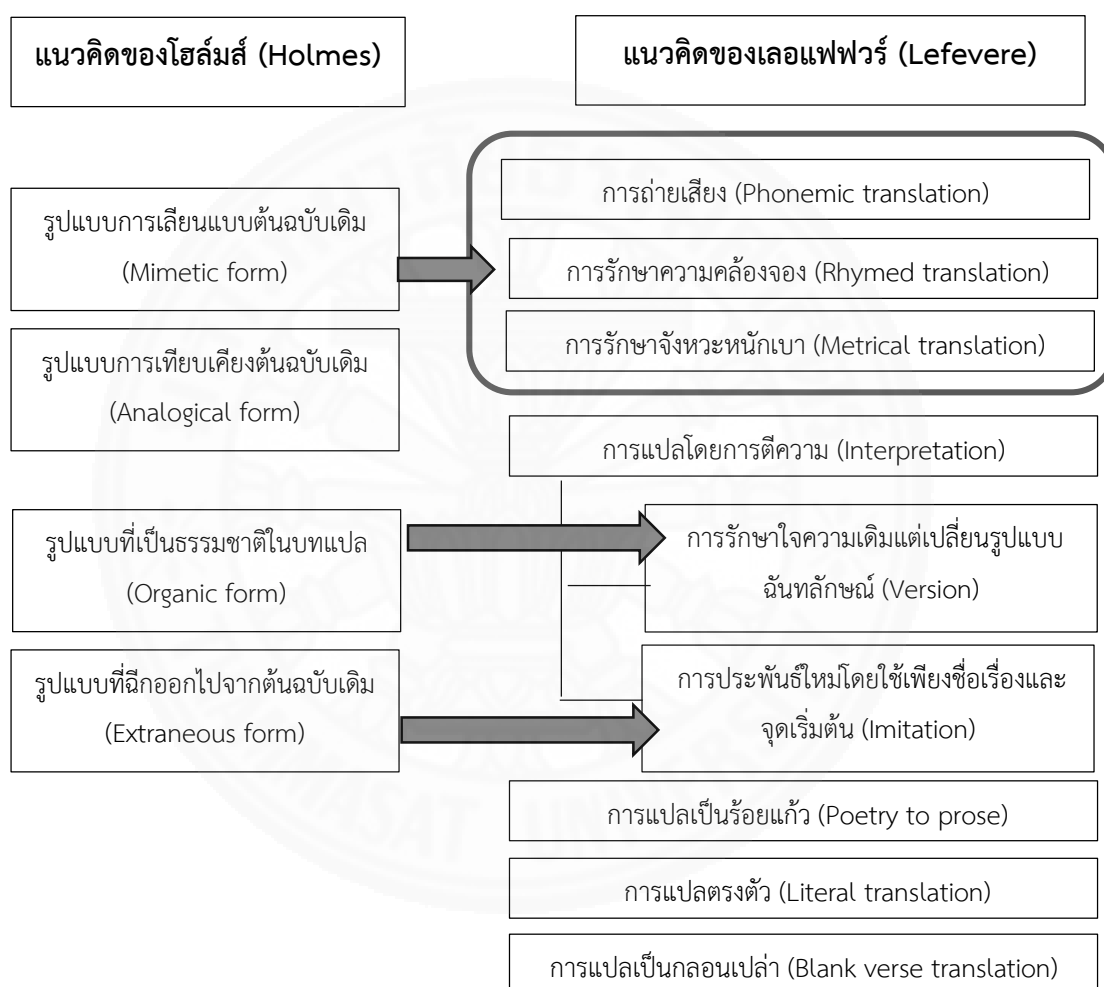 แนวคิดของโฮล์มส์ (Holmes)
แนวคิดของเลอแฟฟวร์ (Lefevere)
การถ่ายเสียง (Phonemic translation)
รูปแบบการเลียนแบบต้นฉบับเดิม
(Mimetic form)
การรักษาความคล้องจอง (Rhymed translation)
การรักษาจังหวะหนักเบา (Metrical translation)
รูปแบบการเทียบเคียงต้นฉบับเดิม
(Analogical form)
การแปลโดยการตีความ (Interpretation)
รูปแบบที่เป็นธรรมชาติในบทแปล
(Organic form)
การรักษาใจความเดิมแต่เปลี่ยนรูปแบบ
ฉันทลักษณ์ (Version)
รูปแบบที่ฉีกออกไปจากต้นฉบับเดิม
(Extraneous form)
การประพันธ์ใหม่โดยใช้เพียงชื่อเรื่องและ
จุดเริ่มต้น (Imitation)
การแปลเป็นร้อยแก้ว (Poetry to prose)
การแปลตรงตัว (Literal translation)
การแปลเป็นกลอนเปล่า (Blank verse translation)